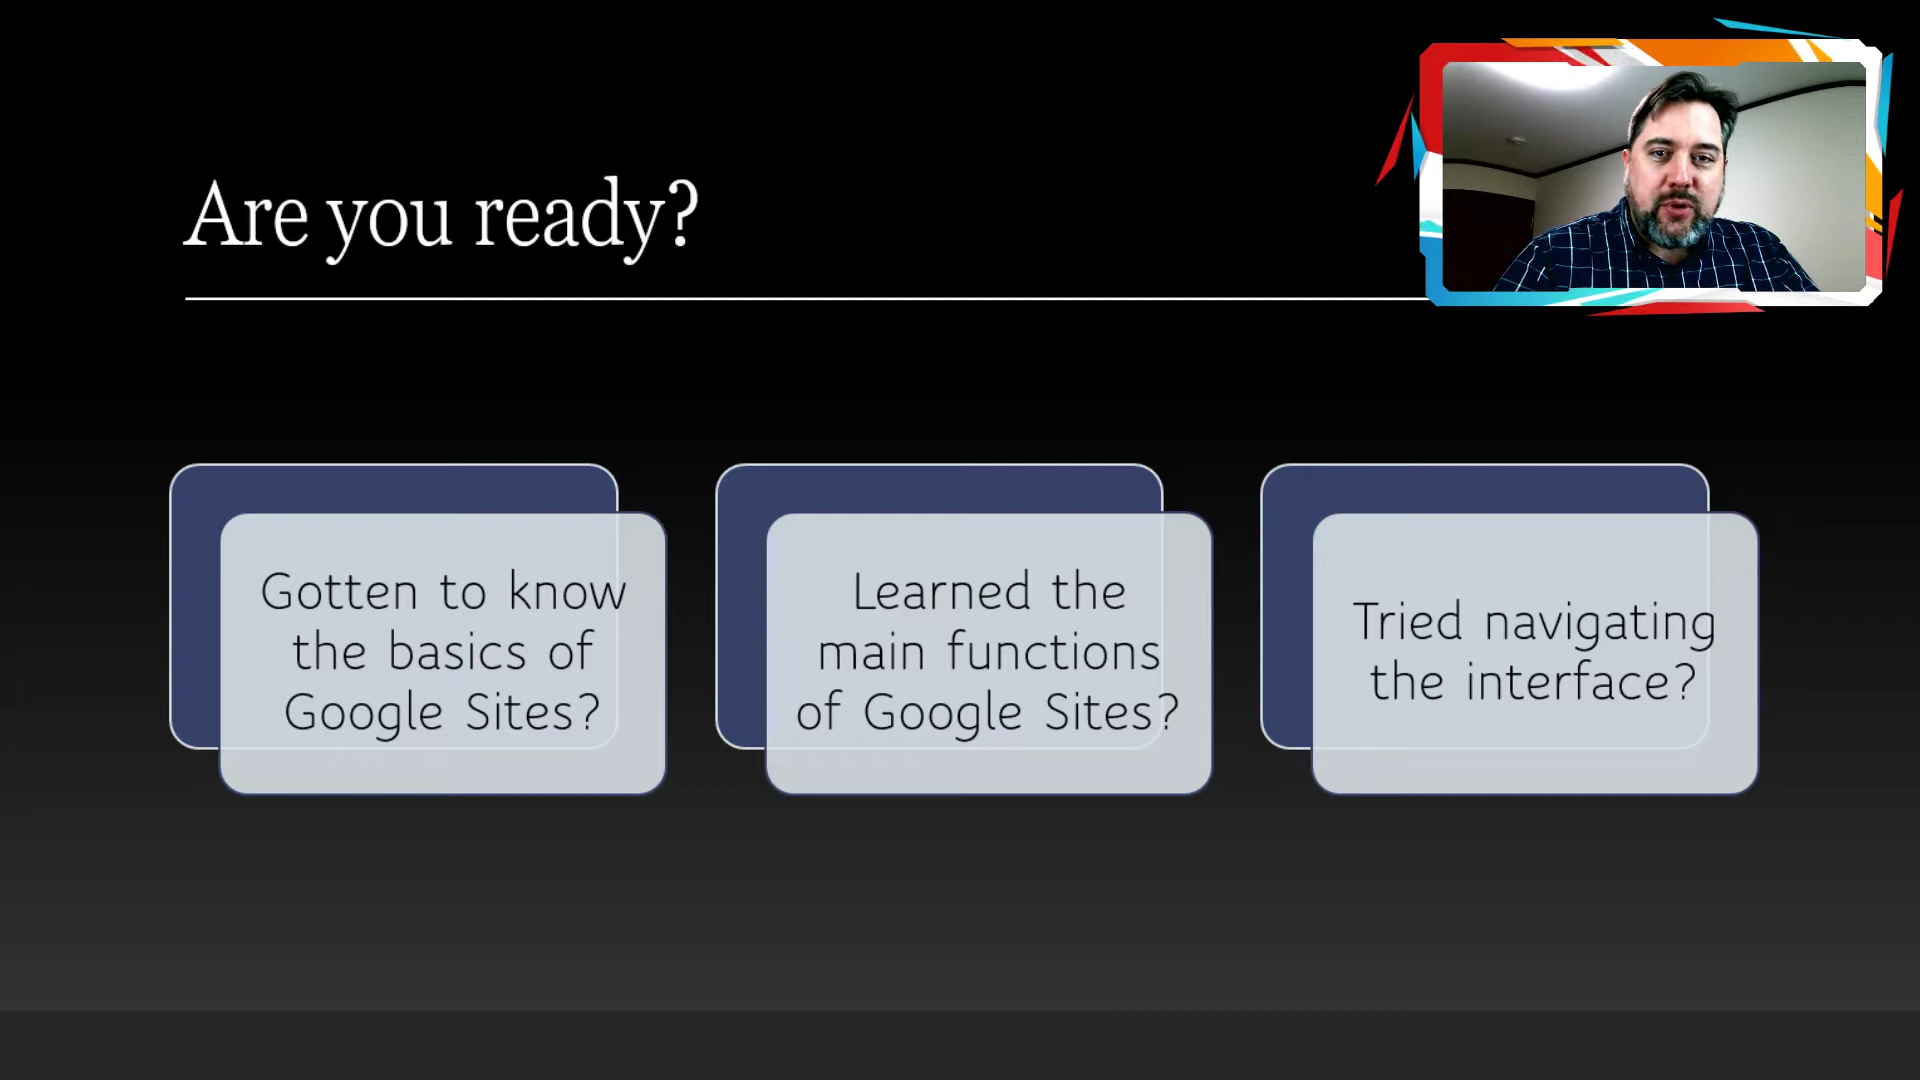 Are you ready?
Gotten to know
the basics of
Google Sites?
Learned the
main functions
of Google Sites?
Tried navigating
the interface?